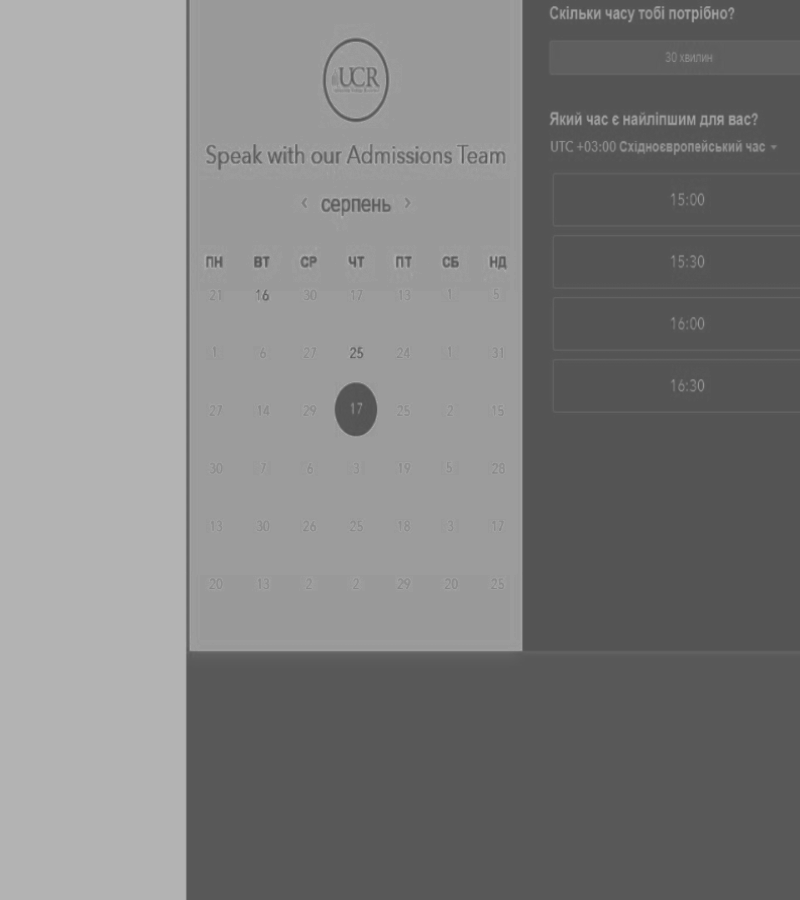 UCR
Speak with our Admissions Team
‹ серпень ›
ПН ВТ СР ЧТ ПТ СБ НД
21 16 30 17 13 1 5
1 6 27 25 24 1 31
27 14 29 17 25 2 15
30 7 6 3 19 5 28
13 30 26 25 18 3 17
20 13 2 2 29 20 25
Скільки часу тобі потрібно?
30 хвилин
Який час є найліпшим для вас?
UTC +03:00 Східноєвропейський час
15:00
15:30
16:00
16:30